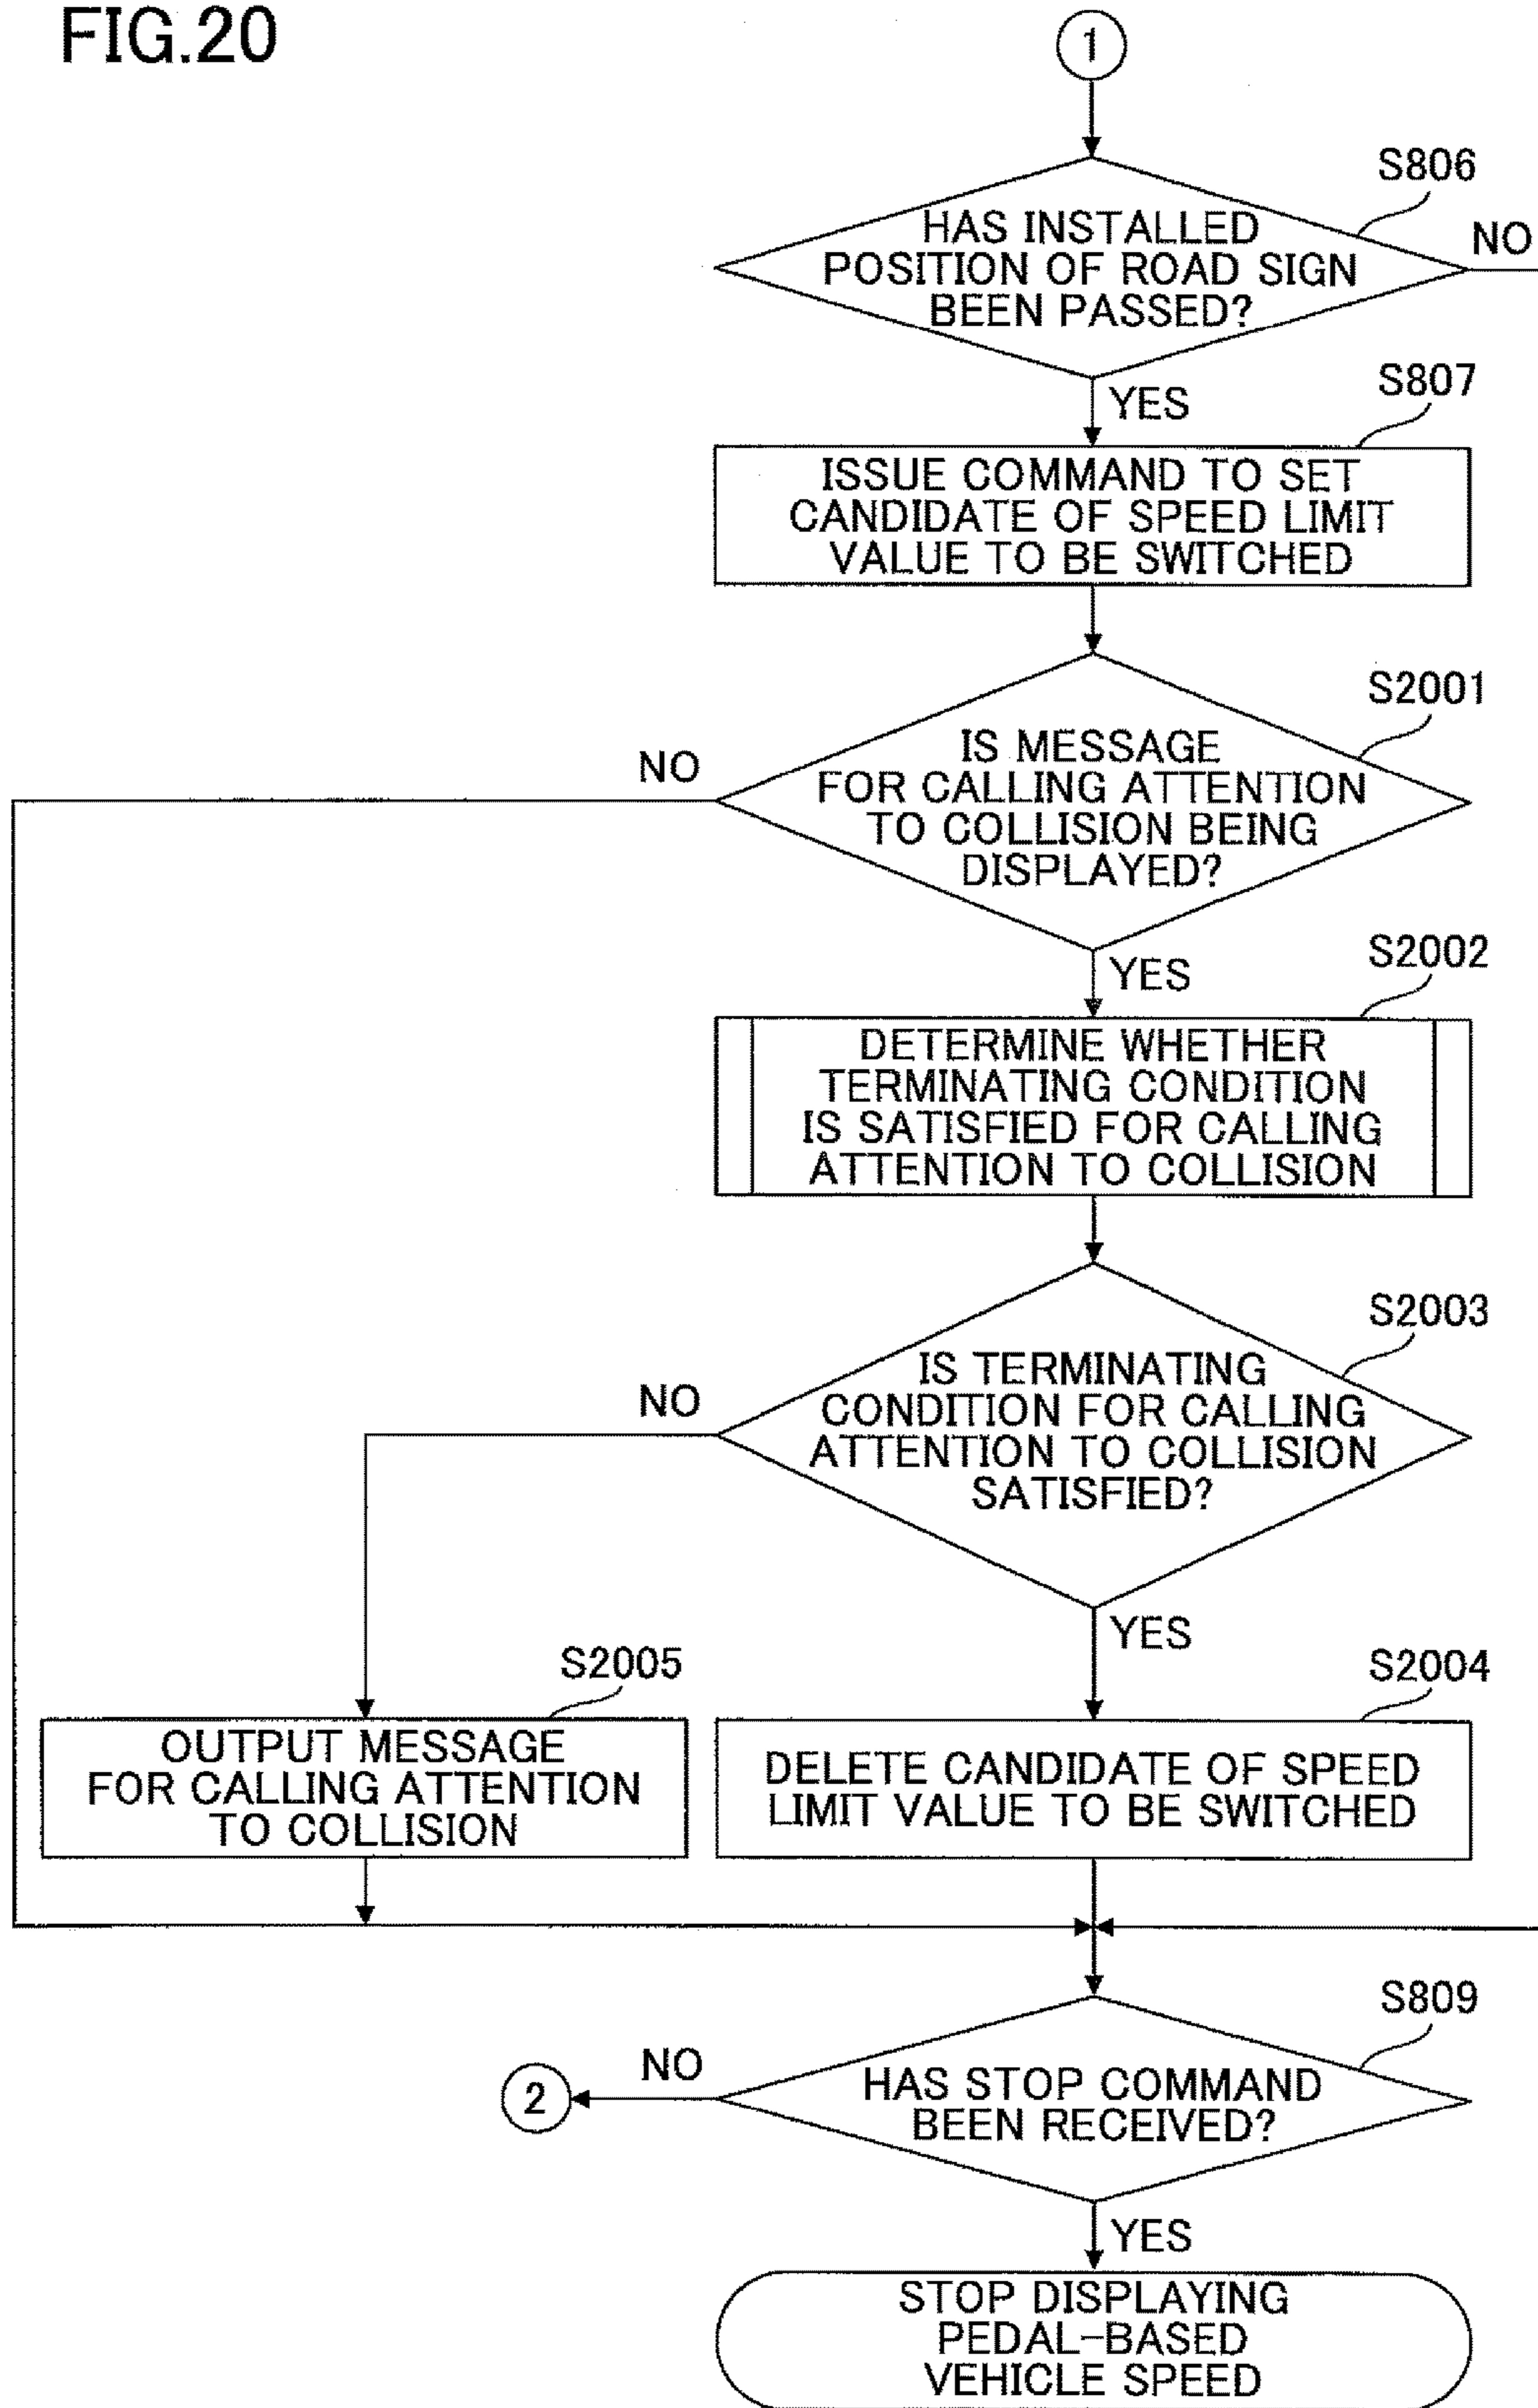 FIG.20
1
S806
HAS INSTALLED
POSITION OF ROAD SIGN
BEEN PASSED?
NO
YES
S807
ISSUE COMMAND TO SET
CANDIDATE OF SPEED LIMIT
VALUE TO BE SWITCHED
S2001
IS MESSAGE
FOR CALLING ATTENTION
TO COLLISION BEING
DISPLAYED?
NO
YES
S2002
DETERMINE WHETHER
TERMINATING CONDITION
IS SATISFIED FOR CALLING
ATTENTION TO COLLISION
S2003
IS TERMINATING
CONDITION FOR CALLING
ATTENTION TO COLLISION
SATISFIED?
NO
YES
S2005
OUTPUT MESSAGE
FOR CALLING ATTENTION
TO COLLISION
S2004
DELETE CANDIDATE OF SPEED
LIMIT VALUE TO BE SWITCHED
S809
HAS STOP COMMAND
BEEN RECEIVED?
NO
2
YES
STOP DISPLAYING
PEDAL-BASED
VEHICLE SPEED